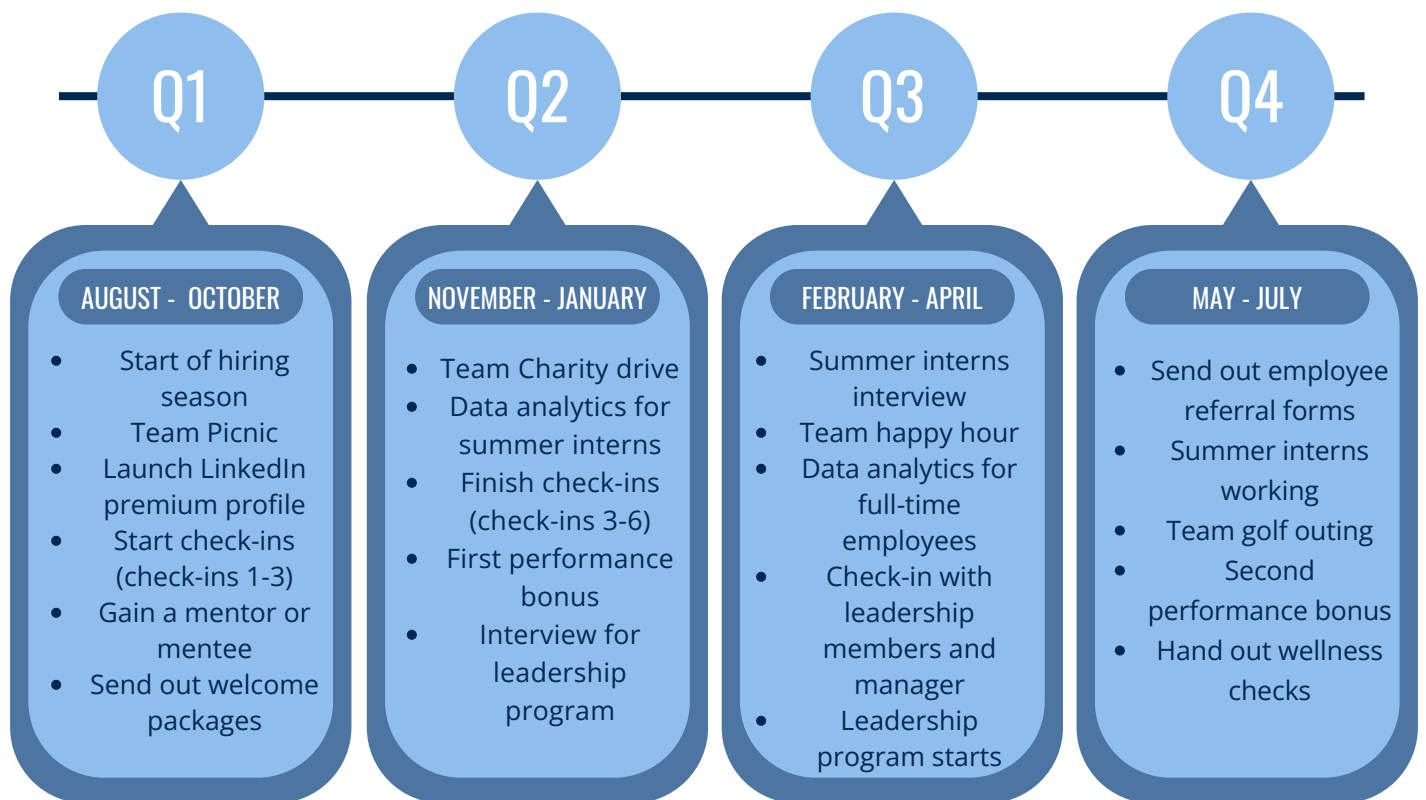 Q1
Q2
Q3
Q4
AUGUST - OCTOBER
• Start of hiring
season
• Team Picnic
• Launch LinkedIn
premium profile
• Start check-ins
(check-ins 1-3)
• Gain a mentor or
mentee
• Send out welcome
packages
NOVEMBER - JANUARY
• Team Charity drive
• Data analytics for
summer interns
• Finish check-ins
(check-ins 3-6)
• First performance
bonus
• Interview for
leadership
program
FEBRUARY - APRIL
• Summer interns
interview
• Team happy hour
• Data analytics for
full-time
employees
• Check-in with
leadership
members and
manager
• Leadership
program starts
MAY - JULY
• Send out employee
referral forms
• Summer interns
working
• Team golf outing
• Second
performance bonus
• Hand out wellness
checks